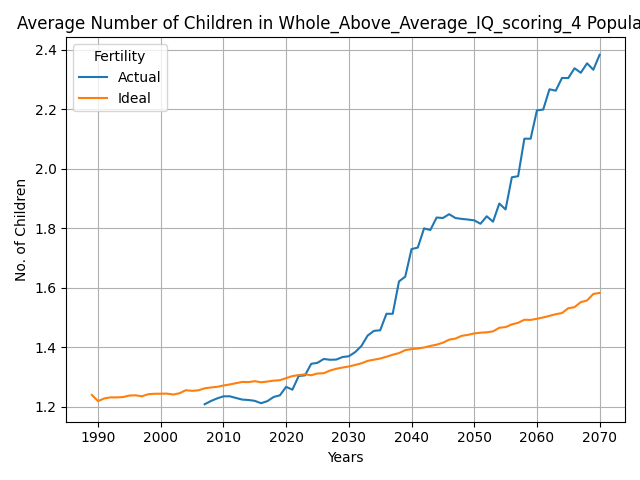 Average Number of Children in Whole_Above_Average_IQ_scoring_4 Popula
Fertility
Actual
Ideal
2.4
2.2
2.0
1.8
1.6
1.4
1.2
No. of Children
1990 2000 2010 2020 2030 2040 2050 2060 2070
Years